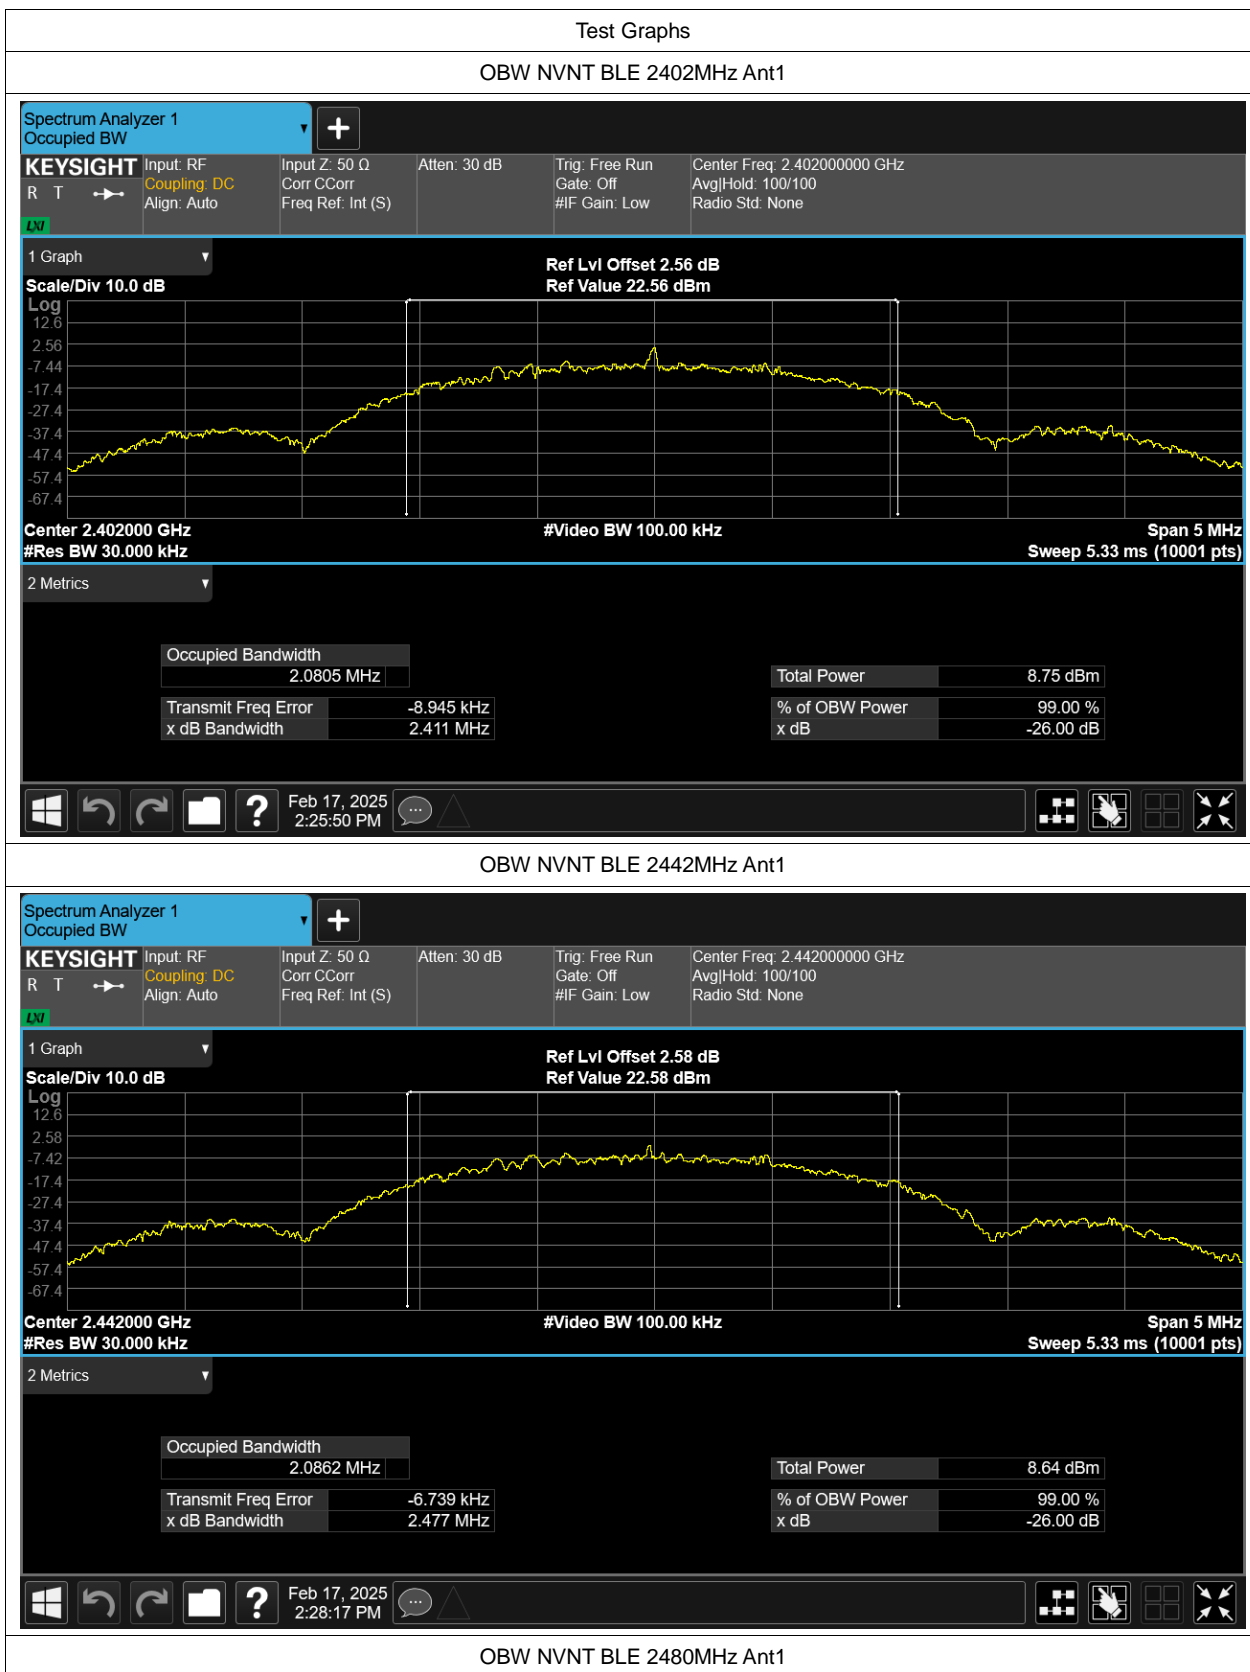 Test Graphs
OBW NVNT BLE 2402MHz Ant1
Spectrum Analyzer 1
Occupied BW
KEYSIGHT
R T
LXI
Input: RF
Coupling: DC
Align: Auto
Input Z: 50 Ω
Corr CCorr
Freq Ref: Int (S)
Atten: 30 dB
Trig: Free Run
Gate: Off
#IF Gain: Low
Center Freq: 2.402000000 GHz
Avg|Hold: 100/100
Radio Std: None
1 Graph
Scale/Div 10.0 dB
Ref Lvl Offset 2.56 dB
Ref Value 22.56 dBm
Log
12.6
2.56
-7.44
-17.4
-27.4
-37.4
-47.4
-57.4
-67.4
Center 2.402000 GHz
#Res BW 30.000 kHz
#Video BW 100.00 kHz
Span 5 MHz
Sweep 5.33 ms (10001 pts)
2 Metrics
Occupied Bandwidth
2.0805 MHz
Transmit Freq Error -8.945 kHz
x dB Bandwidth 2.411 MHz
Total Power 8.75 dBm
% of OBW Power 99.00 %
x dB -26.00 dB
?
Feb 17, 2025
2:25:50 PM
OBW NVNT BLE 2442MHz Ant1
Spectrum Analyzer 1
Occupied BW
KEYSIGHT
R T
LXI
Input: RF
Coupling: DC
Align: Auto
Input Z: 50 Ω
Corr CCorr
Freq Ref: Int (S)
Atten: 30 dB
Trig: Free Run
Gate: Off
#IF Gain: Low
Center Freq: 2.442000000 GHz
Avg|Hold: 100/100
Radio Std: None
1 Graph
Scale/Div 10.0 dB
Ref Lvl Offset 2.58 dB
Ref Value 22.58 dBm
Log
12.6
2.58
-7.42
-17.4
-27.4
-37.4
-47.4
-57.4
-67.4
Center 2.442000 GHz
#Res BW 30.000 kHz
#Video BW 100.00 kHz
Span 5 MHz
Sweep 5.33 ms (10001 pts)
2 Metrics
Occupied Bandwidth
2.0862 MHz
Transmit Freq Error -6.739 kHz
x dB Bandwidth 2.477 MHz
Total Power 8.64 dBm
% of OBW Power 99.00 %
x dB -26.00 dB
?
Feb 17, 2025
2:28:17 PM
OBW NVNT BLE 2480MHz Ant1